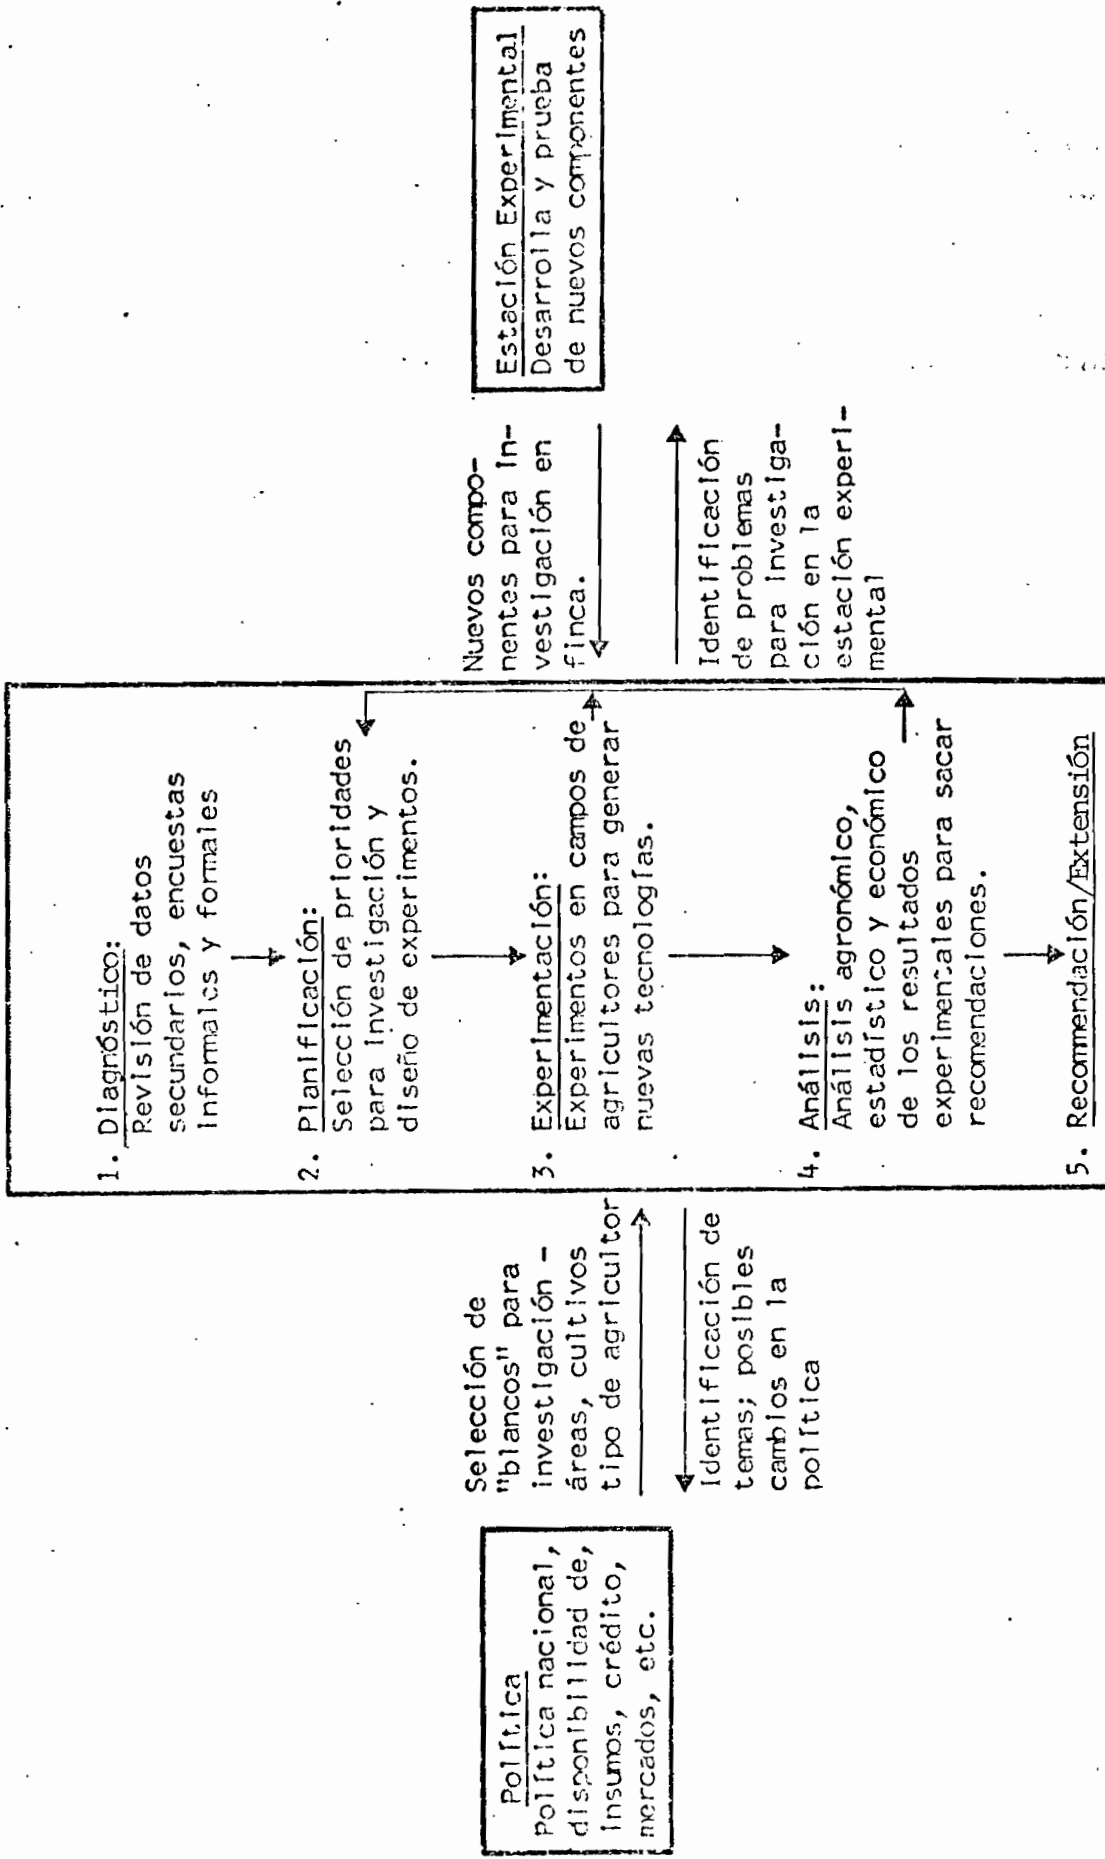 Política
Política nacional,
disponibilidad de,
insumos, crédito,
mercados, etc.
Selección de
"blancos" para
investigación -
áreas, cultivos
tipo de agricultor
Identificación de
temas; posibles
cambios en la
política
1. Diagnóstico:
Revisión de datos
secundarios, encuestas
informales y formales
2. Planificación:
Selección de prioridades
para investigación y
diseño de experimentos.
3. Experimentación:
Experimentos en campos de
agricultores para generar
nuevas tecnologías.
4. Análisis:
Análisis agronómico,
estadístico y económico
de los resultados
experimentales para sacar
recomendaciones.
5. Recommendación/Extensión
Nuevos compo-
nentes para in-
vestigación en
finca.
Identificación
de problemas
para investiga-
ción en la
estación experi-
mental
Estación Experimental
Desarrolla y prueba
de nuevos componentes